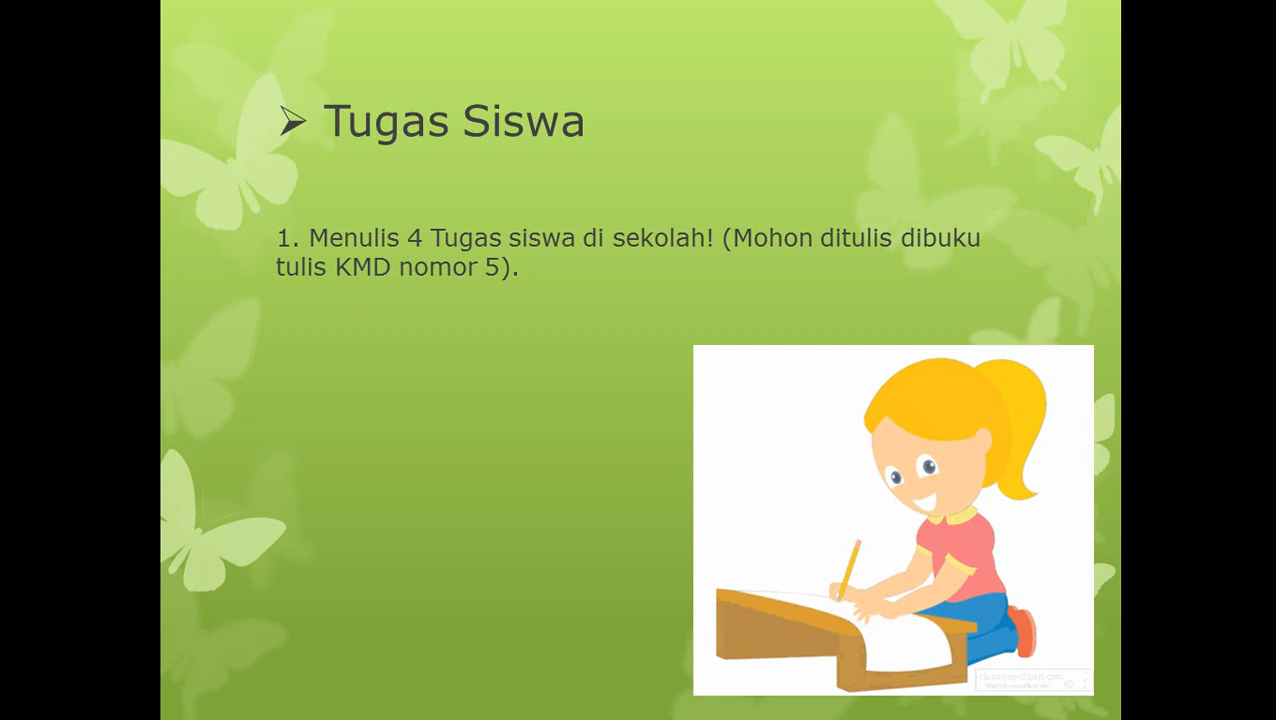 ➢ Tugas Siswa
1. Menulis 4 Tugas siswa di sekolah! (Mohon ditulis dibuku
tulis KMD nomor 5).